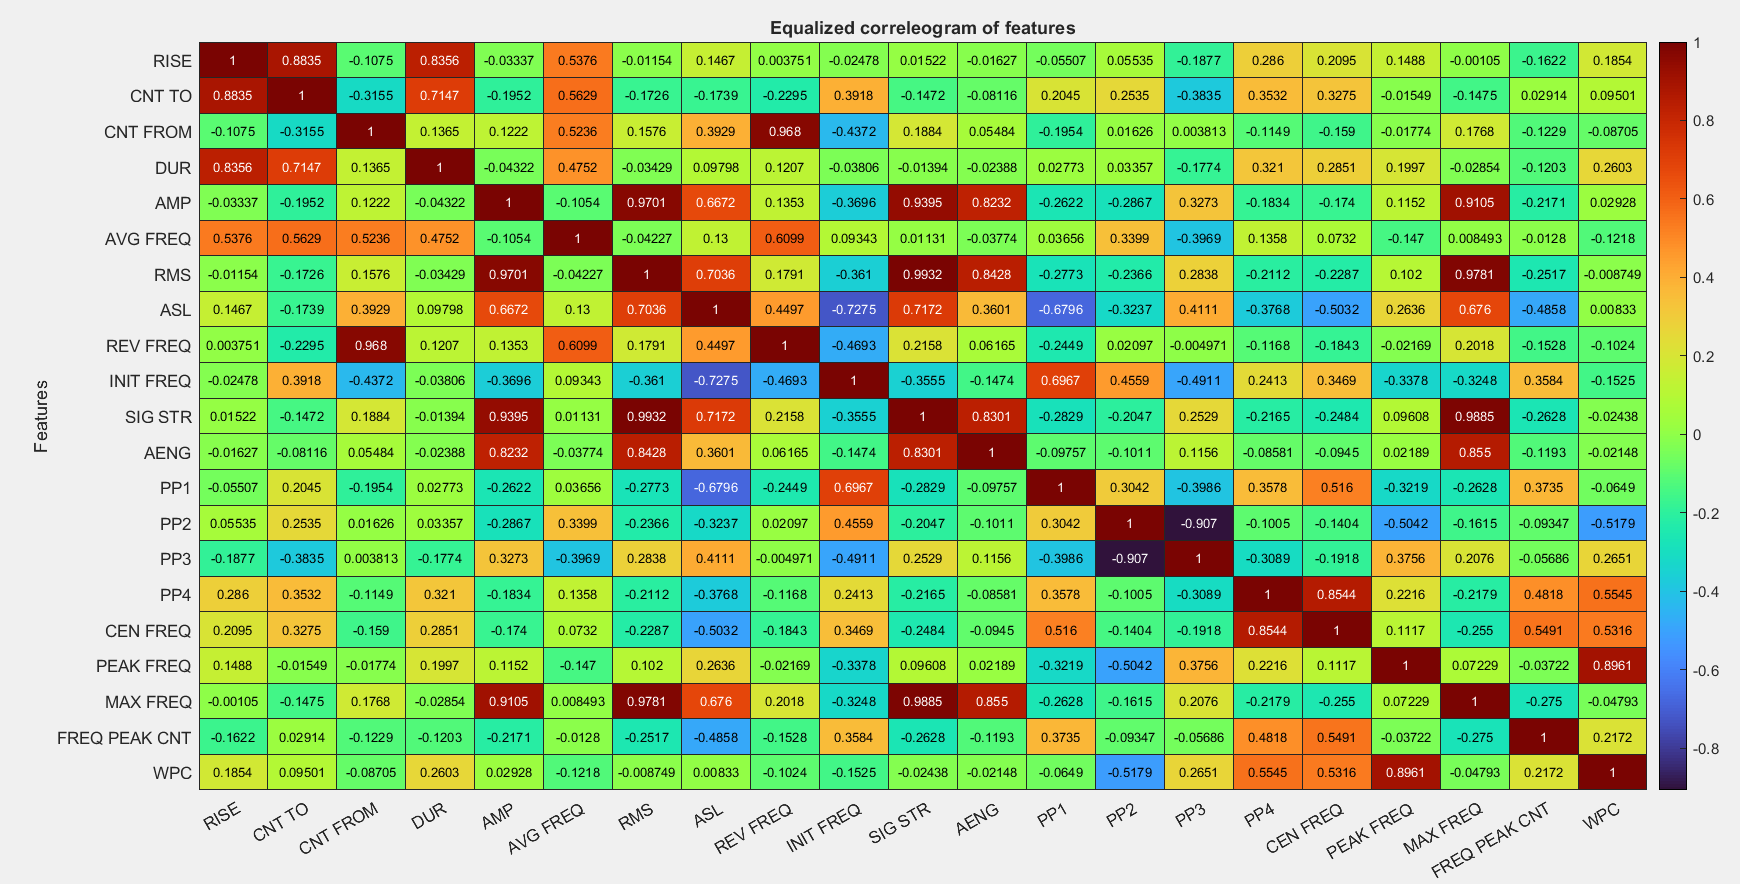 Equalized correleogram of features
RISE 1 0.8835 -0.1075 0.8356 -0.03337 0.5376 -0.01154 0.1467 0.003751 -0.02478 0.01522 -0.01627 -0.05507 0.05535 -0.1877 0.286 0.2095 0.1488 -0.00105 -0.1622 0.1854
CNT TO 0.8835 1 -0.3155 0.7147 -0.1952 0.5629 -0.1726 -0.1739 -0.2295 0.3918 -0.1472 -0.08116 0.2045 0.2535 -0.3835 0.3532 0.3275 -0.01549 -0.1475 0.02914 0.09501
CNT FROM -0.1075 -0.3155 1 0.1365 0.1222 0.5236 0.1576 0.3929 0.968 -0.4372 0.1884 0.05484 -0.1954 0.01626 0.003813 -0.1149 -0.159 -0.01774 0.1768 -0.1229 -0.08705
DUR 0.8356 0.7147 0.1365 1 -0.04322 0.4752 -0.03429 0.09798 0.1207 -0.03806 -0.01394 -0.02388 0.02773 0.03357 -0.1774 0.321 0.2851 0.1997 -0.02854 -0.1203 0.2603
AMP -0.03337 -0.1952 0.1222 -0.04322 1 -0.1054 0.9701 0.6672 0.1353 -0.3696 0.9395 0.8232 -0.2622 -0.2867 0.3273 -0.1834 -0.174 0.1152 0.9105 -0.2171 0.02928
AVG FREQ 0.5376 0.5629 0.5236 0.4752 -0.1054 1 -0.04227 0.13 0.6099 0.09343 0.01131 -0.03774 0.03656 0.3399 -0.3969 0.1358 0.0732 -0.147 0.008493 -0.0128 -0.1218
RMS -0.01154 -0.1726 0.1576 -0.03429 0.9701 -0.04227 1 0.7036 0.1791 -0.361 0.9932 0.8428 -0.2773 -0.2366 0.2838 -0.2112 -0.2287 0.102 0.9781 -0.2517 -0.008749
ASL 0.1467 -0.1739 0.3929 0.09798 0.6672 0.13 0.7036 1 0.4497 -0.7275 0.7172 0.3601 -0.6796 -0.3237 0.4111 -0.3768 -0.5032 0.2636 0.676 -0.4858 0.00833
REV FREQ 0.003751 -0.2295 0.968 0.1207 0.1353 0.6099 0.1791 0.4497 1 -0.4693 0.2158 0.06165 -0.2449 0.02097 -0.004971 -0.1168 -0.1843 -0.02169 0.2018 -0.1528 -0.1024
INIT FREQ -0.02478 0.3918 -0.4372 -0.03806 -0.3696 0.09343 -0.361 -0.7275 -0.4693 1 -0.3555 -0.1474 0.6967 0.4559 -0.4911 0.2413 0.3469 -0.3378 -0.3248 0.3584 -0.1525
SIG STR 0.01522 -0.1472 0.1884 -0.01394 0.9395 0.01131 0.9932 0.7172 0.2158 -0.3555 1 0.8301 -0.2829 -0.2047 0.2529 -0.2165 -0.2484 0.09608 0.9885 -0.2628 -0.02438
AENG -0.01627 -0.08116 0.05484 -0.02388 0.8232 -0.03774 0.8428 0.3601 0.06165 -0.1474 0.8301 1 -0.09757 -0.1011 0.1156 -0.08581 -0.0945 0.02189 0.855 -0.1193 -0.02148
PP1 -0.05507 0.2045 -0.1954 0.02773 -0.2622 0.03656 -0.2773 -0.6796 -0.2449 0.6967 -0.2829 -0.09757 1 0.3042 -0.3986 0.3578 0.516 -0.3219 -0.2628 0.3735 -0.0649
PP2 0.05535 0.2535 0.01626 0.03357 -0.2867 0.3399 -0.2366 -0.3237 0.02097 0.4559 -0.2047 -0.1011 0.3042 1 -0.907 -0.1005 -0.1404 -0.5042 -0.1615 -0.09347 -0.5179
PP3 -0.1877 -0.3835 0.003813 -0.1774 0.3273 -0.3969 0.2838 0.4111 -0.004971 -0.4911 0.2529 0.1156 -0.3986 -0.907 1 -0.3089 -0.1918 0.3756 0.2076 -0.05686 0.2651
PP4 0.286 0.3532 -0.1149 0.321 -0.1834 0.1358 -0.2112 -0.3768 -0.1168 0.2413 -0.2165 -0.08581 0.3578 -0.1005 -0.3089 1 0.8544 0.2216 -0.2179 0.4818 0.5545
CEN FREQ 0.2095 0.3275 -0.159 0.2851 -0.174 0.0732 -0.2287 -0.5032 -0.1843 0.3469 -0.2484 -0.0945 0.516 -0.1404 -0.1918 0.8544 1 0.1117 -0.255 0.5491 0.5316
PEAK FREQ 0.1488 -0.01549 -0.01774 0.1997 0.1152 -0.147 0.102 0.2636 -0.02169 -0.3378 0.09608 0.02189 -0.3219 -0.5042 0.3756 0.2216 0.1117 1 0.07229 -0.03722 0.8961
MAX FREQ -0.00105 -0.1475 0.1768 -0.02854 0.9105 0.008493 0.9781 0.676 0.2018 -0.3248 0.9885 0.855 -0.2628 -0.1615 0.2076 -0.2179 -0.255 0.07229 1 -0.275 -0.04793
FREQ PEAK CNT -0.1622 0.02914 -0.1229 -0.1203 -0.2171 -0.0128 -0.2517 -0.4858 -0.1528 0.3584 -0.2628 -0.1193 0.3735 -0.09347 -0.05686 0.4818 0.5491 -0.03722 -0.275 1 0.2172
WPC 0.1854 0.09501 -0.08705 0.2603 0.02928 -0.1218 -0.008749 0.00833 -0.1024 -0.1525 -0.02438 -0.02148 -0.0649 -0.5179 0.2651 0.5545 0.5316 0.8961 -0.04793 0.2172 1
RISE CNT TO CNT FROM DUR AMP AVG FREQ RMS ASL REV FREQ INIT FREQ SIG STR AENG PP1 PP2 PP3 PP4 CEN FREQ PEAK FREQ MAX FREQ FREQ PEAK CNT WPC
Features
1
0.8
0.6
0.4
0.2
0
-0.2
-0.4
-0.6
-0.8